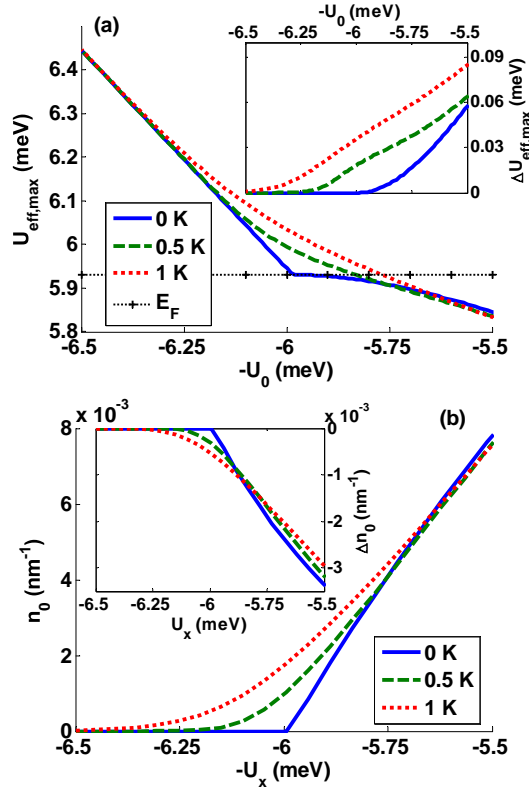 (a)
-U0 (meV)
-6.5 -6.25 -6 -5.75 -5.5
0.09
0.06
0.03
0
ΔUeff,max (meV)
6.4
6.3
6.2
6.1
6
5.9
5.8
Ueff,max (meV)
0 K
0.5 K
1 K
EF
-6.5 -6.25 -6 -5.75 -5.5
-U0 (meV)
x 10-3
(b)
x 10-3
0
-1
-2
-3
Δn0 (nm-1)
-6.5 -6.25 -6 -5.75 -5.5
Ux (meV)
8
6
4
2
0
n0 (nm-1)
0 K
0.5 K
1 K
-6.5 -6.25 -6 -5.75 -5.5
-Ux (meV)